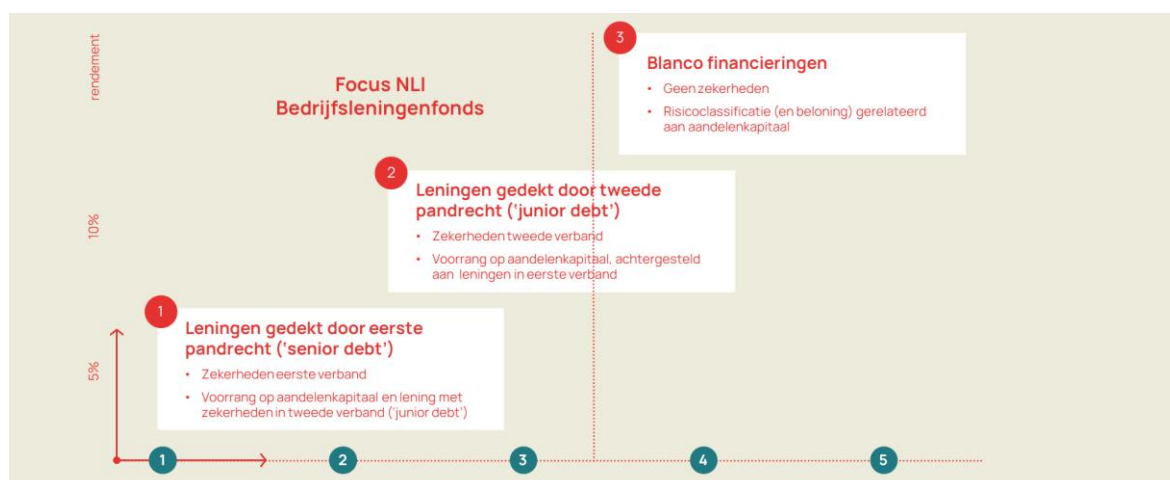 rendement
10%
5%
Focus NLI
Bedrijfsleningenfonds
3
Blanco financieringen
• Geen zekerheden
• Risicoclassificatie (en beloning) gerelateerd
aan aandelenkapitaal
2
Leningen gedekt door tweede
pandrecht (‘junior debt’)
• Zekerheden tweede verband
• Voorrang op aandelenkapitaal, achtergesteld
aan leningen in eerste verband
1
Leningen gedekt door eerste
pandrecht (‘senior debt’)
• Zekerheden eerste verband
• Voorrang op aandelenkapitaal en lening met
zekerheden in tweede verband (‘junior debt’)
1 2 3 4 5